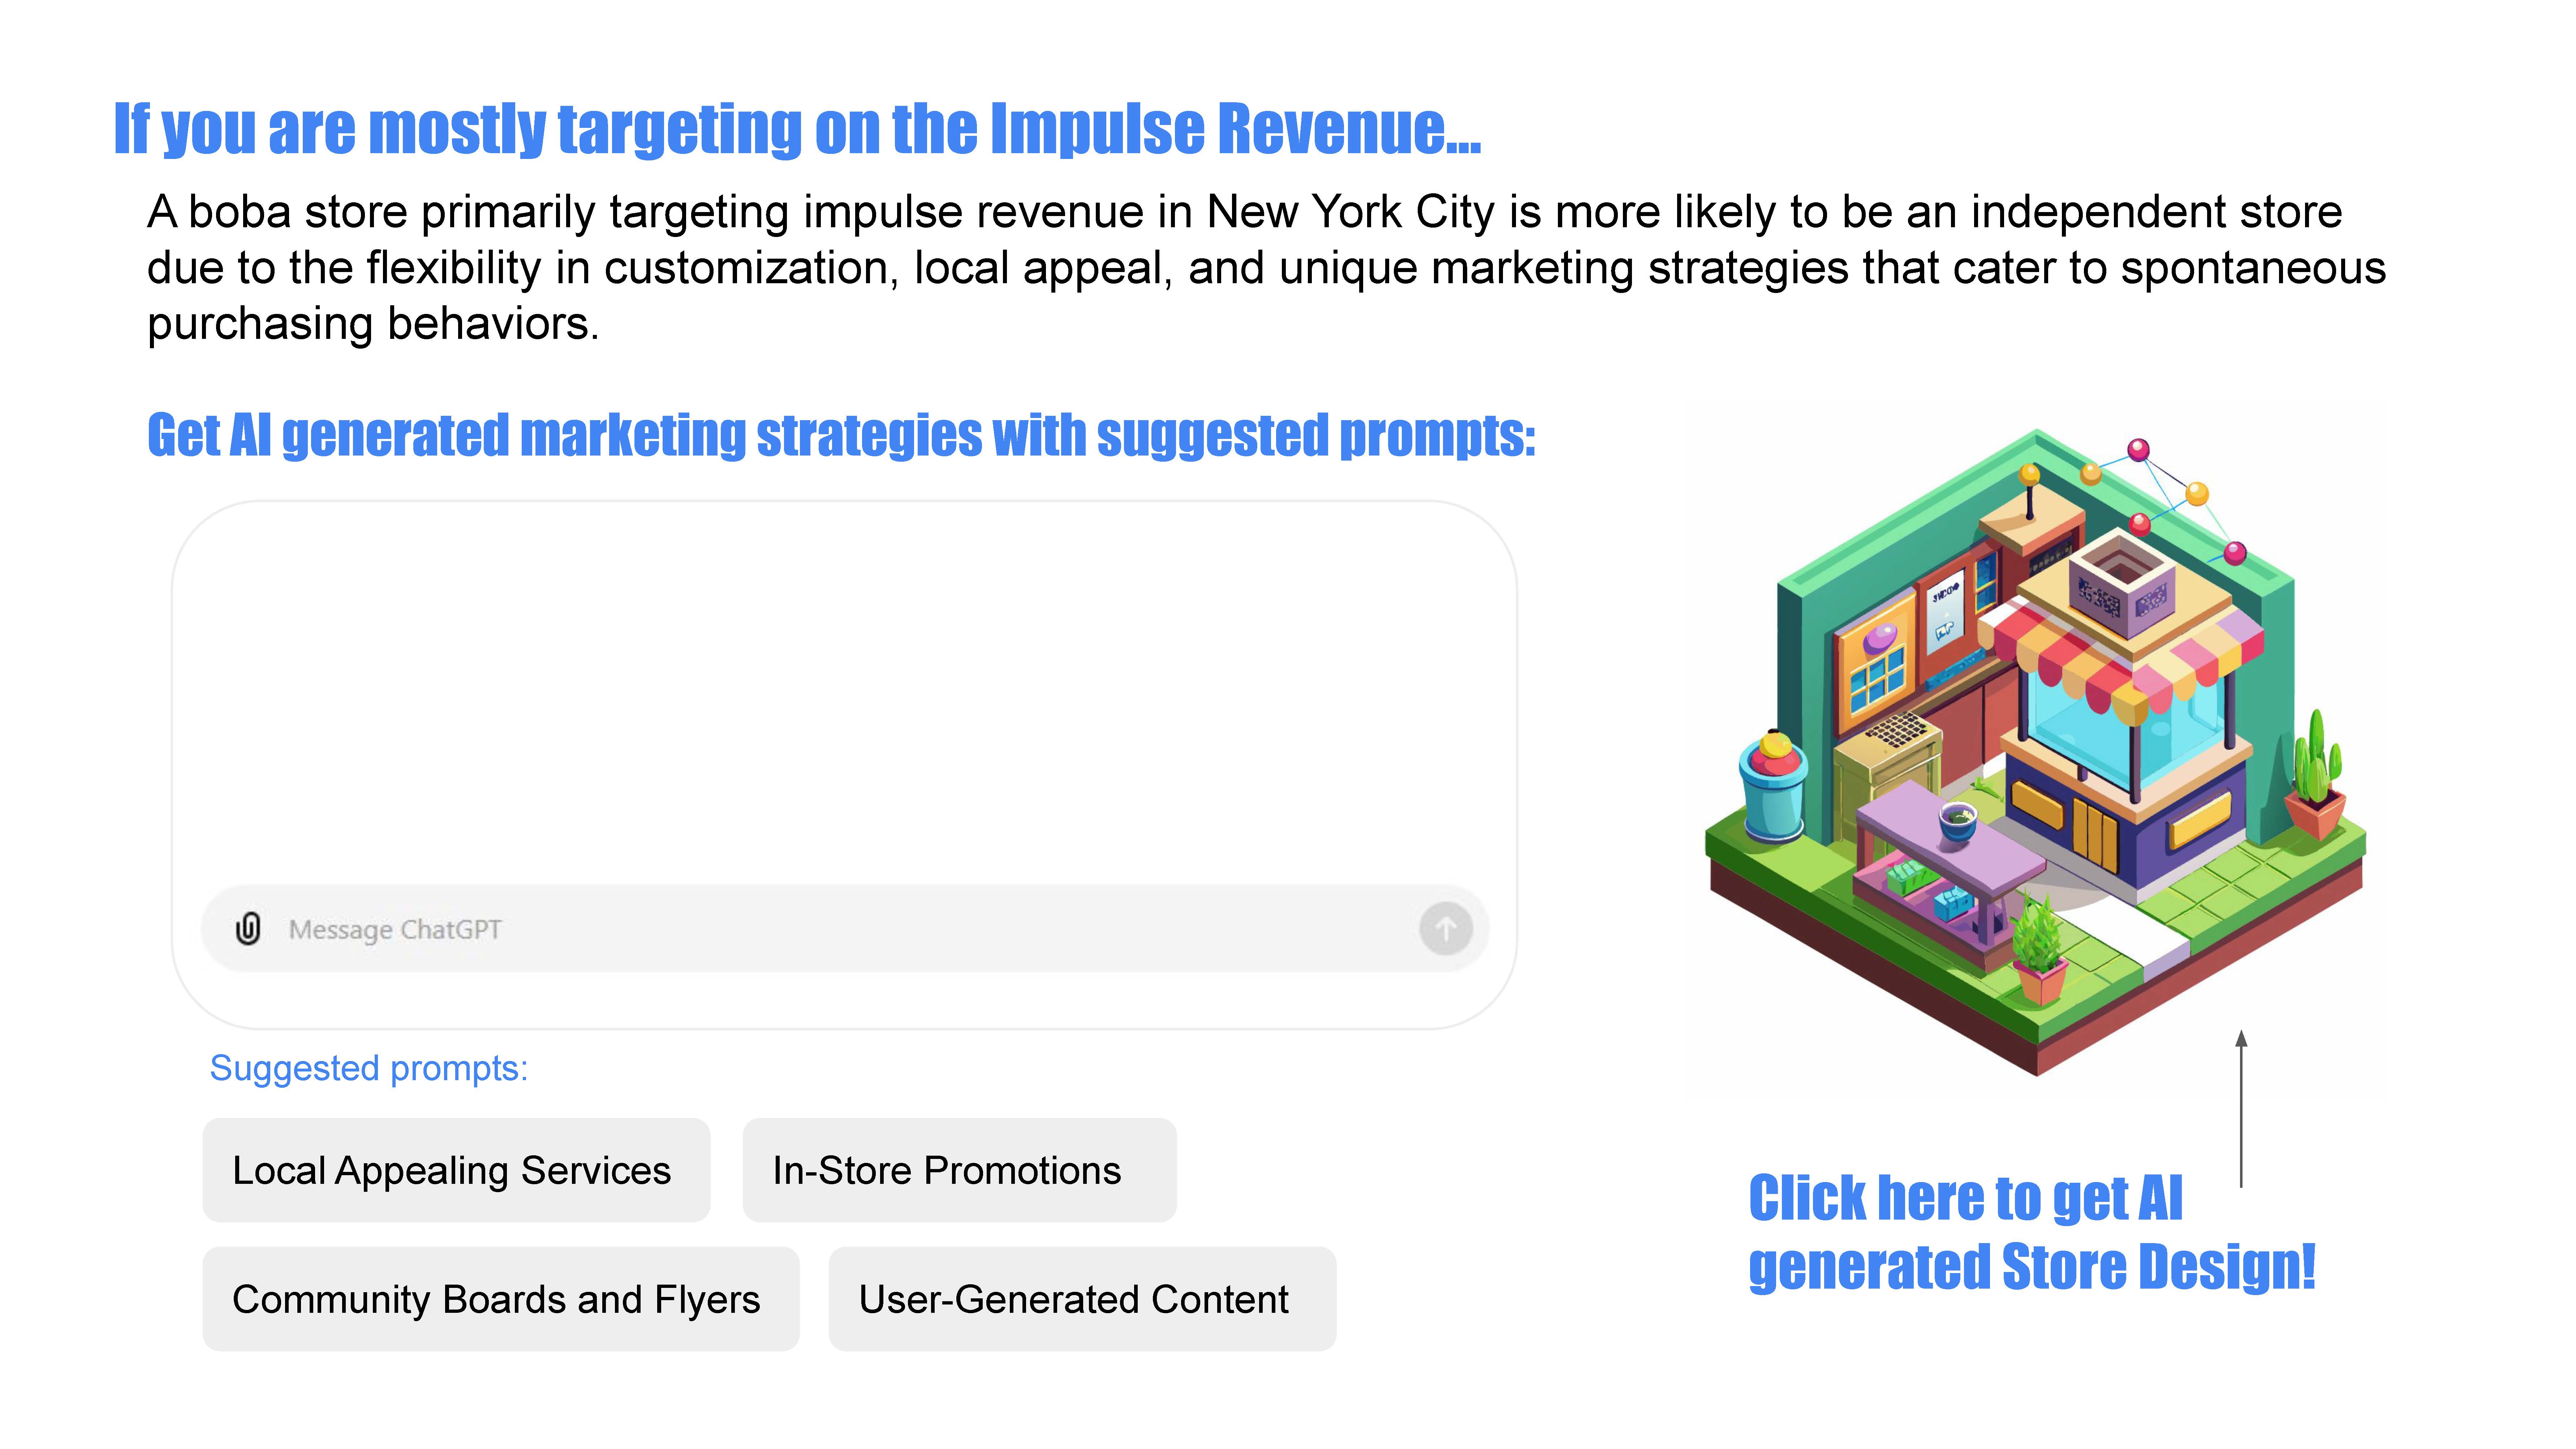 If you are mostly targeting on the Impulse Revenue...
A boba store primarily targeting impulse revenue in New York City is more likely to be an independent store
due to the flexibility in customization, local appeal, and unique marketing strategies that cater to spontaneous
purchasing behaviors.
Get AI generated marketing strategies with suggested prompts:
Message ChatGPT
Suggested prompts:
Local Appealing Services
In-Store Promotions
Community Boards and Flyers
User-Generated Content
Click here to get AI
generated Store Design!